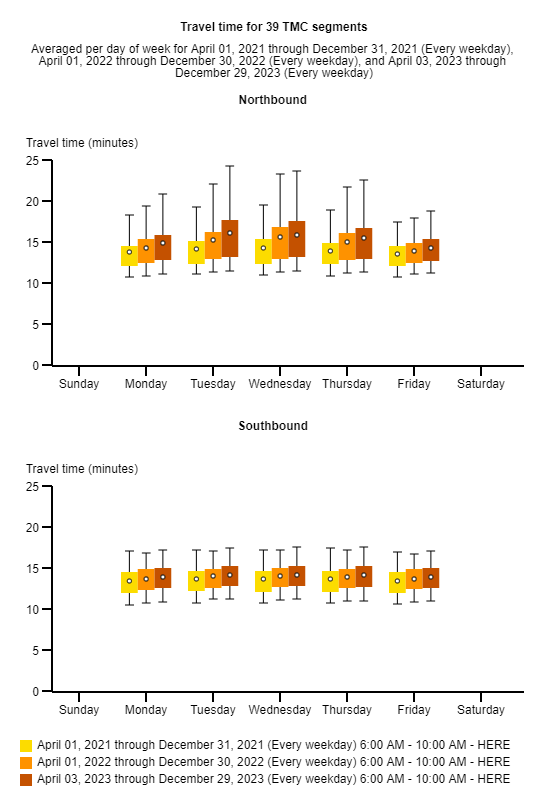 Travel time for 39 TMC segments
Averaged per day of week for April 01, 2021 through December 31, 2021 (Every weekday),
April 01, 2022 through December 30, 2022 (Every weekday), and April 03, 2023 through
December 29, 2023 (Every weekday)
Northbound
Travel time (minutes)
25
20
15
10
5
0
Sunday Monday Tuesday Wednesday Thursday Friday Saturday
Southbound
Travel time (minutes)
25
20
15
10
5
0
Sunday Monday Tuesday Wednesday Thursday Friday Saturday
April 01, 2021 through December 31, 2021 (Every weekday) 6:00 AM - 10:00 AM - HERE
April 01, 2022 through December 30, 2022 (Every weekday) 6:00 AM - 10:00 AM - HERE
April 03, 2023 through December 29, 2023 (Every weekday) 6:00 AM - 10:00 AM - HERE